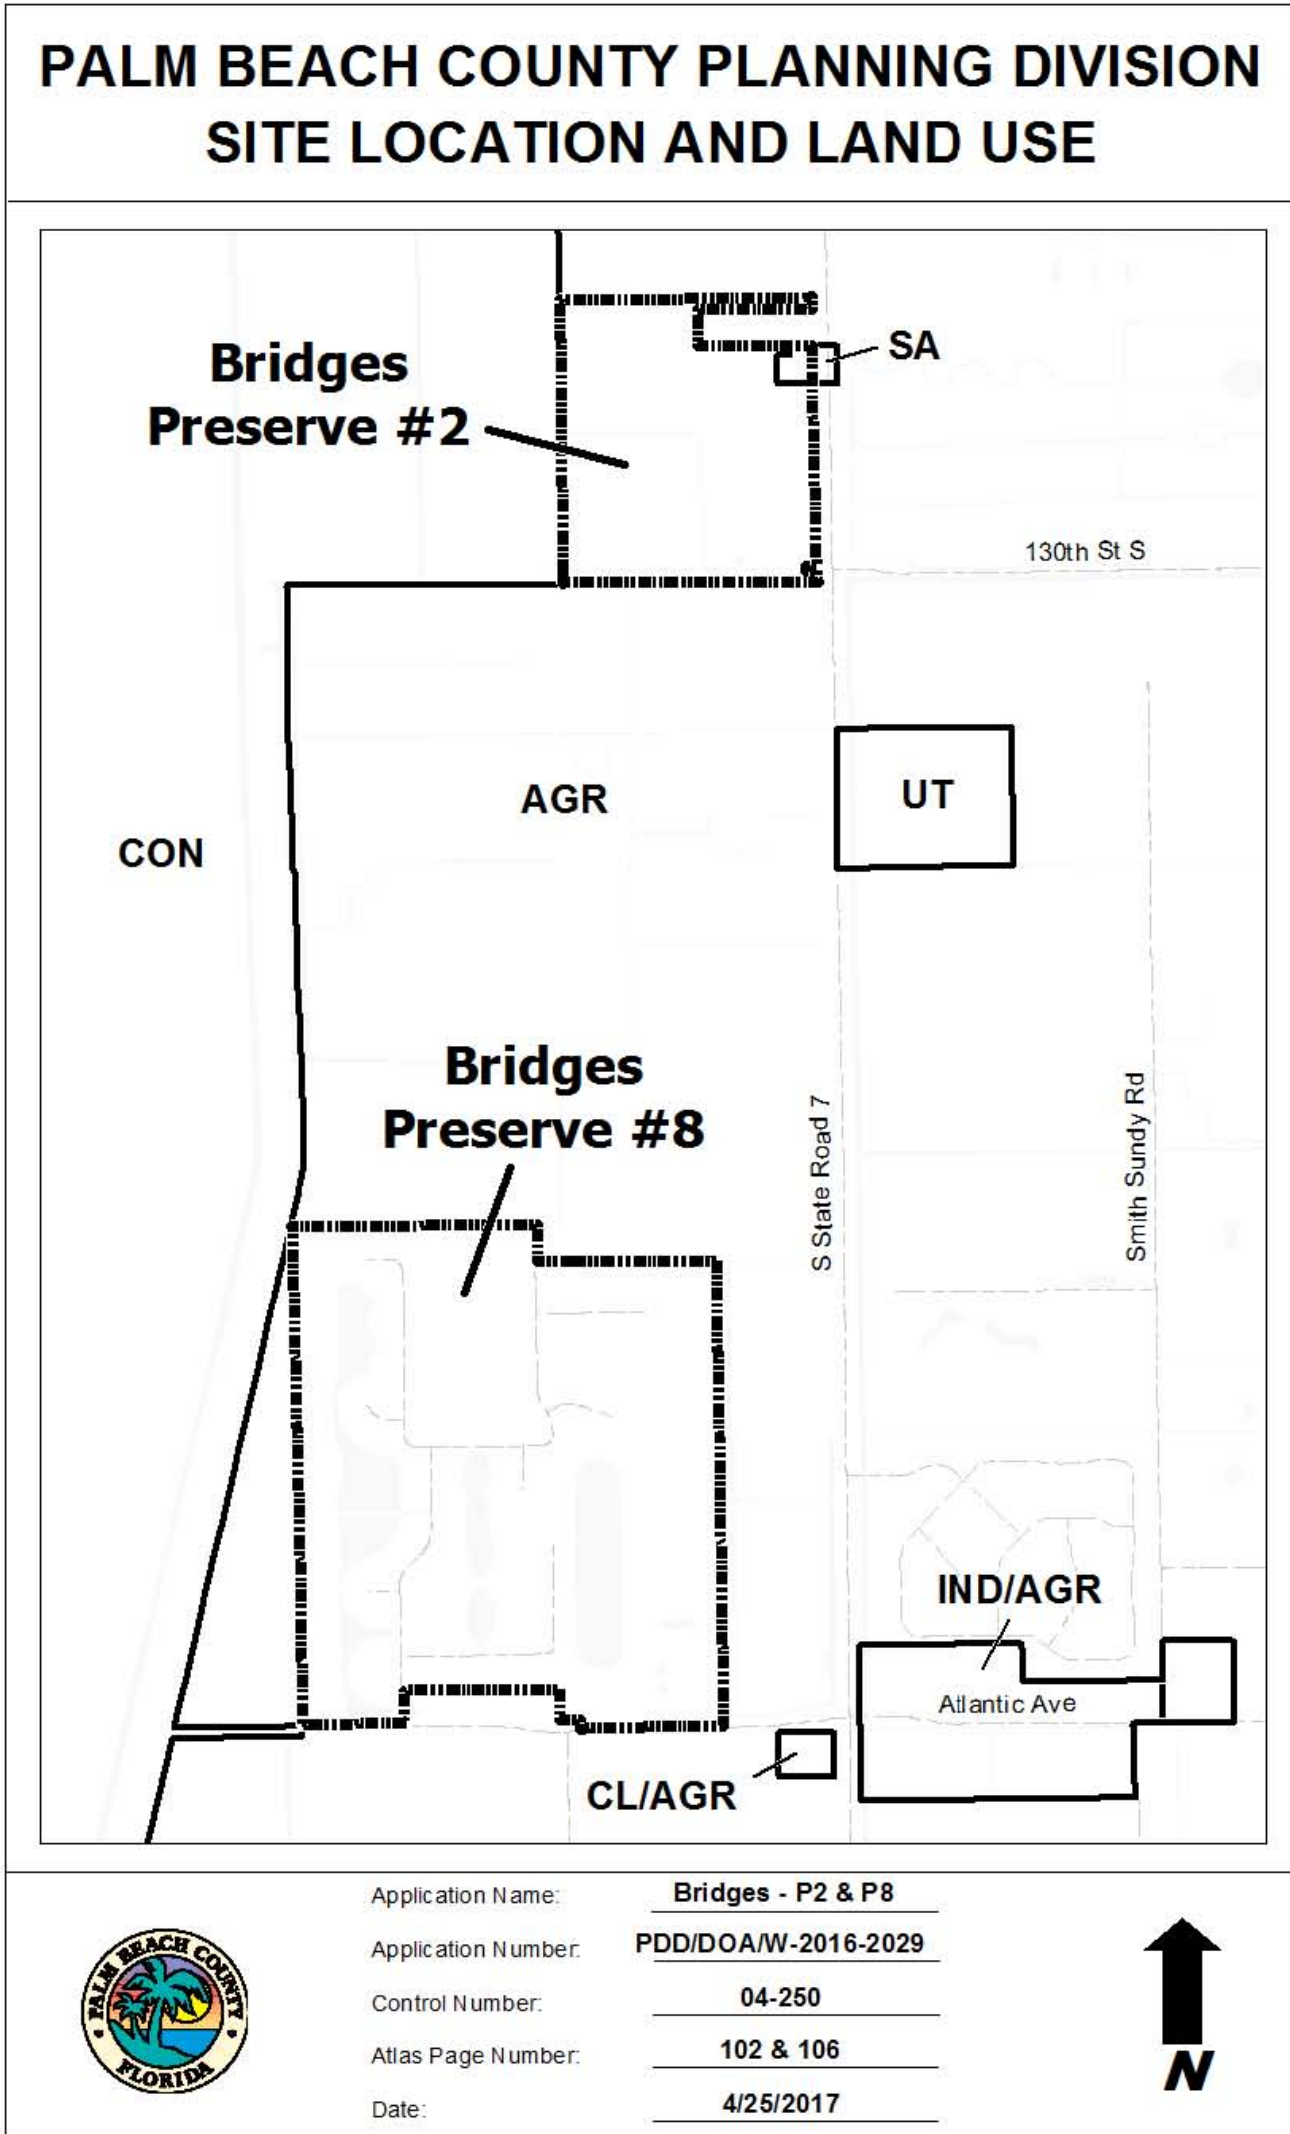 PALM BEACH COUNTY PLANNING DIVISION
SITE LOCATION AND LAND USE
SA
Bridges
Preserve #2
130th St S
UT
AGR
CON
Bridges
Preserve #8
S State Road 7
Smith Sundy Rd
IND/AGR
Atlantic Ave
CL/AGR
Application Name: Bridges - P2 & P8
Application Number: PDD/DOA/W-2016-2029
Control Number: 04-250
Atlas Page Number: 102 & 106
Date: 4/25/2017
PALM BEACH COUNTY
FLORIDA
N